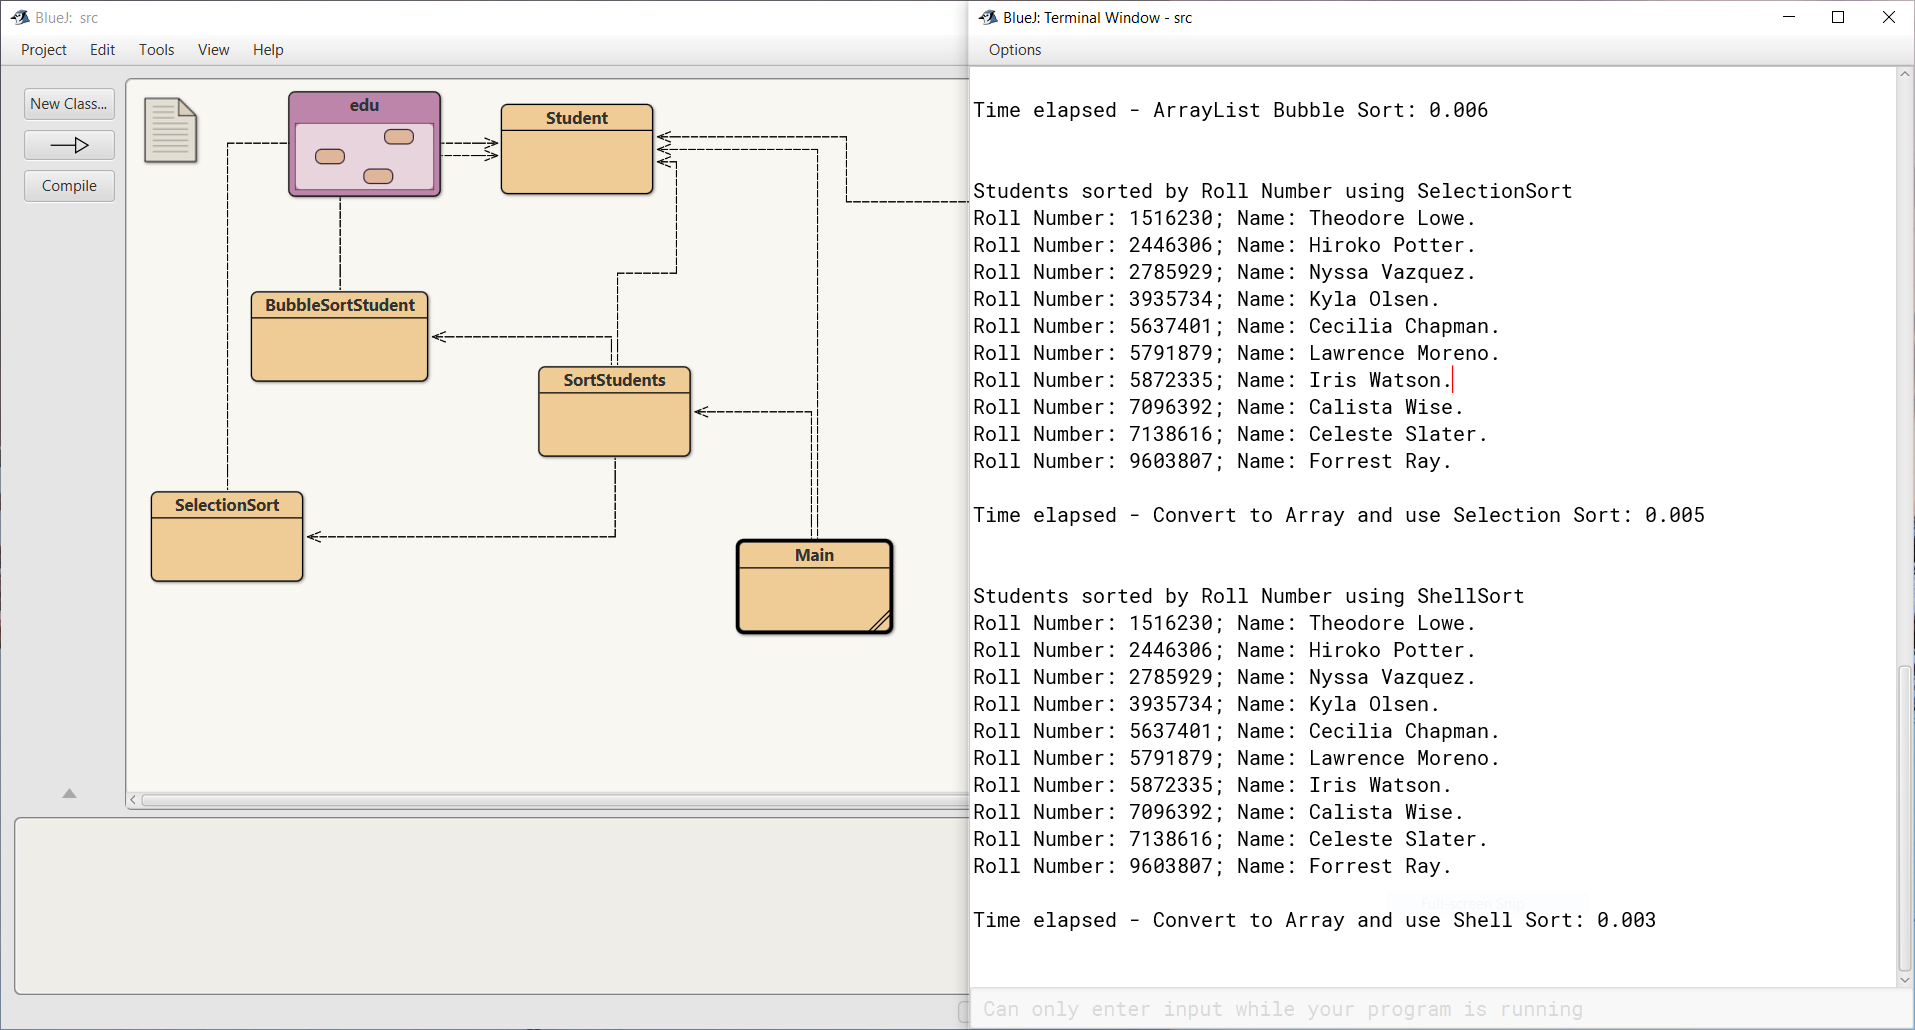 BlueJ: src
Project Edit Tools View Help
New Class...
Compile
edu
Student
BubbleSortStudent
SortStudents
SelectionSort
Main
BlueJ: Terminal Window - src
Options
Time elapsed - ArrayList Bubble Sort: 0.006
Students sorted by Roll Number using SelectionSort
Roll Number: 1516230; Name: Theodore Lowe.
Roll Number: 2446306; Name: Hiroko Potter.
Roll Number: 2785929; Name: Nyssa Vazquez.
Roll Number: 3935734; Name: Kyla Olsen.
Roll Number: 5637401; Name: Cecilia Chapman.
Roll Number: 5791879; Name: Lawrence Moreno.
Roll Number: 5872335; Name: Iris Watson.
Roll Number: 7096392; Name: Calista Wise.
Roll Number: 7138616; Name: Celeste Slater.
Roll Number: 9603807; Name: Forrest Ray.
Time elapsed - Convert to Array and use Selection Sort: 0.005
Students sorted by Roll Number using ShellSort
Roll Number: 1516230; Name: Theodore Lowe.
Roll Number: 2446306; Name: Hiroko Potter.
Roll Number: 2785929; Name: Nyssa Vazquez.
Roll Number: 3935734; Name: Kyla Olsen.
Roll Number: 5637401; Name: Cecilia Chapman.
Roll Number: 5791879; Name: Lawrence Moreno.
Roll Number: 5872335; Name: Iris Watson.
Roll Number: 7096392; Name: Calista Wise.
Roll Number: 7138616; Name: Celeste Slater.
Roll Number: 9603807; Name: Forrest Ray.
Full-screen Snip
Time elapsed - Convert to Array and use Shell Sort: 0.003
Can only enter input while your program is running